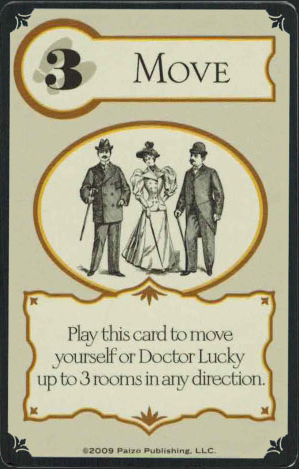 3
MOVE
Play this card to move
yourself or Doctor Lucky
up to 3 rooms in any direction.
©2009 Paizo Publishing, LLC.